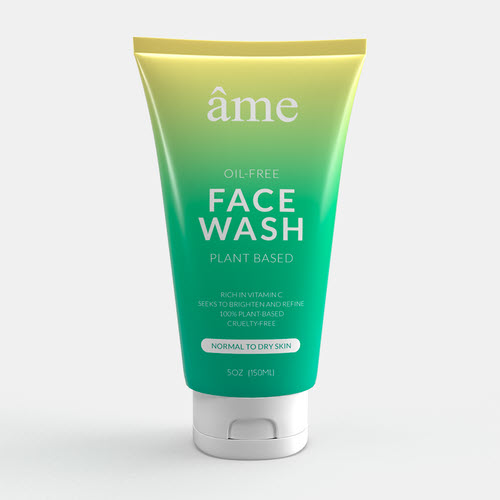 âme
OIL-FREE
FACE
WASH
PLANT BASED
RICH IN VITAMIN C
SEEKS TO BRIGHTEN AND REFINE
100% PLANT-BASED
CRUELTY-FREE
NORMAL TO DRY SKIN
5OZ (150ML)